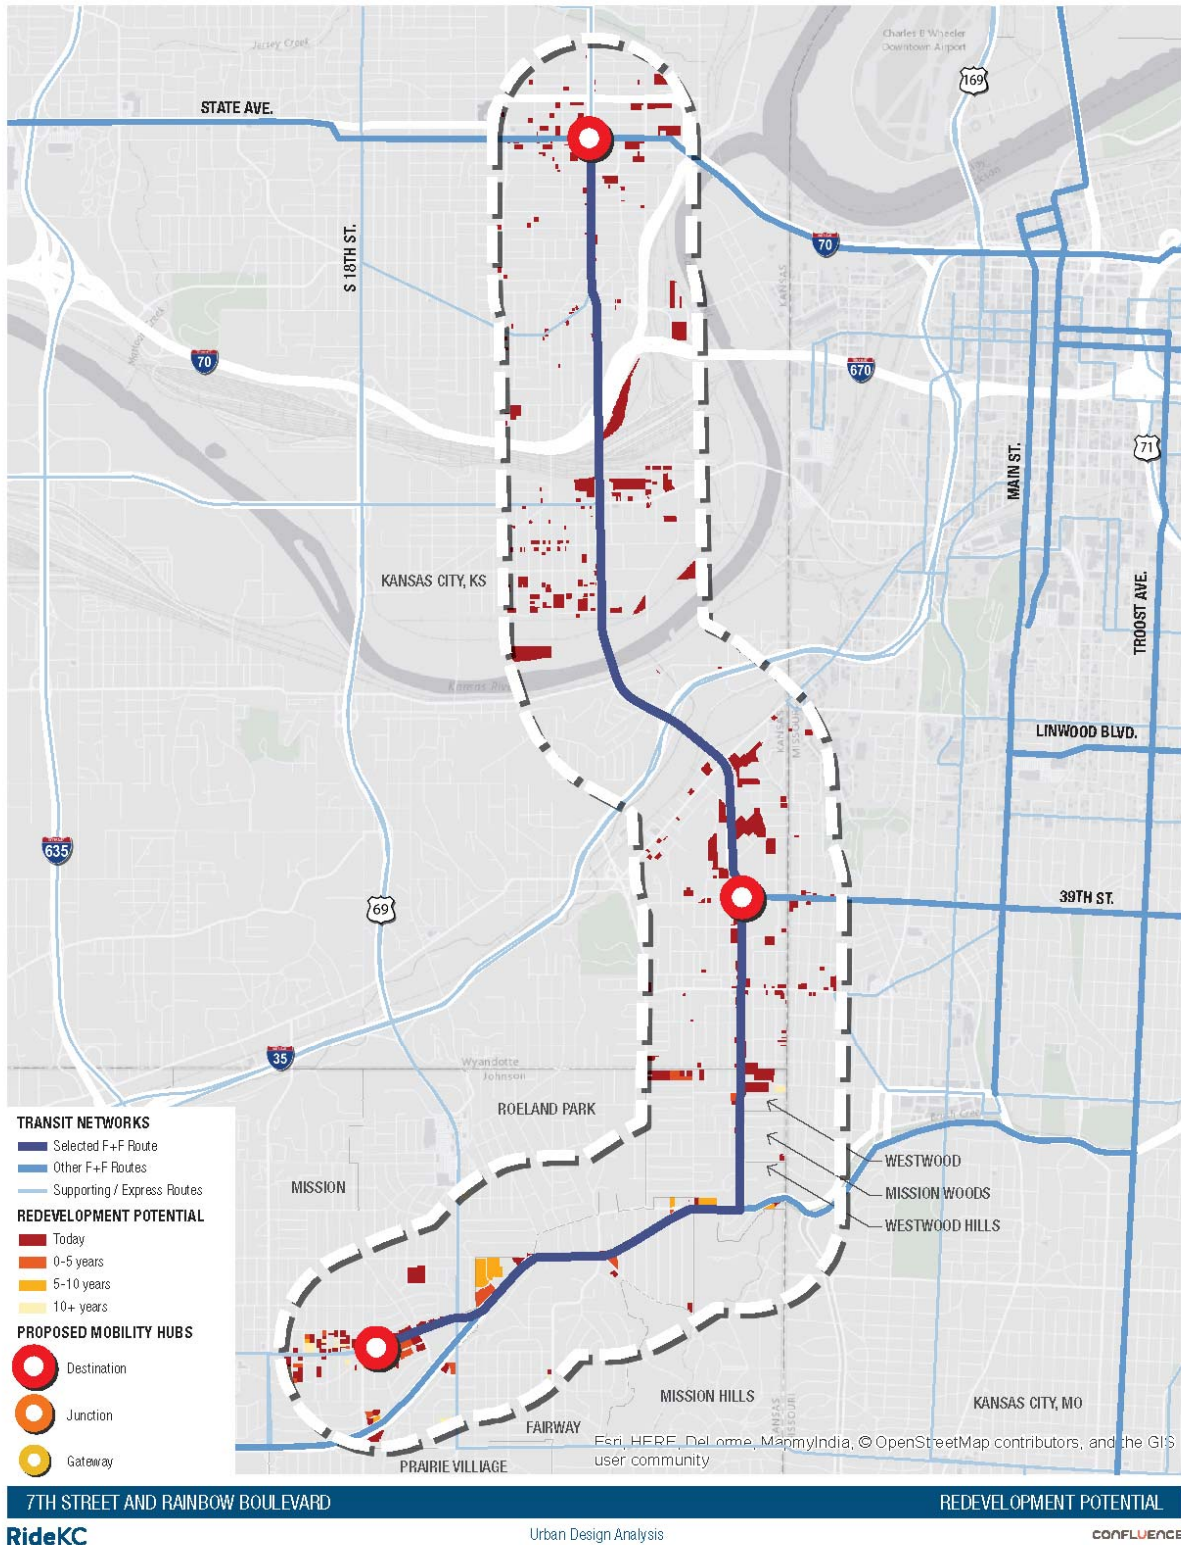 Jersey Creek
Charles B Wheeler
Downtown Airport
169
STATE AVE.
S 18TH ST.
70
KANSAS
70
670
MAIN ST.
71
KANSAS CITY, KS
TROOST AVE.
Kansas River
KANSAS
MISSOURI
LINWOOD BLVD.
635
69
39TH ST.
35
Wyandotte
Johnson
ROELAND PARK
TRANSIT NETWORKS
Selected F+F Route
Other F+F Routes
Supporting / Express Routes
WESTWOOD
MISSION
MISSION WOODS
REDEVELOPMENT POTENTIAL
WESTWOOD HILLS
Today
0-5 years
5-10 years
10+ years
PROPOSED MOBILITY HUBS
Destination
Junction
Gateway
MISSION HILLS
KANSAS
KANSAS CITY, MO
FAIRWAY
PRAIRIE VILLIAGE
Esri, HERE, DeLorme, MapmyIndia, © OpenStreetMap contributors, and the GIS
user community
7TH STREET AND RAINBOW BOULEVARD
REDEVELOPMENT POTENTIAL
RideKC
Urban Design Analysis
CONFLUENCE